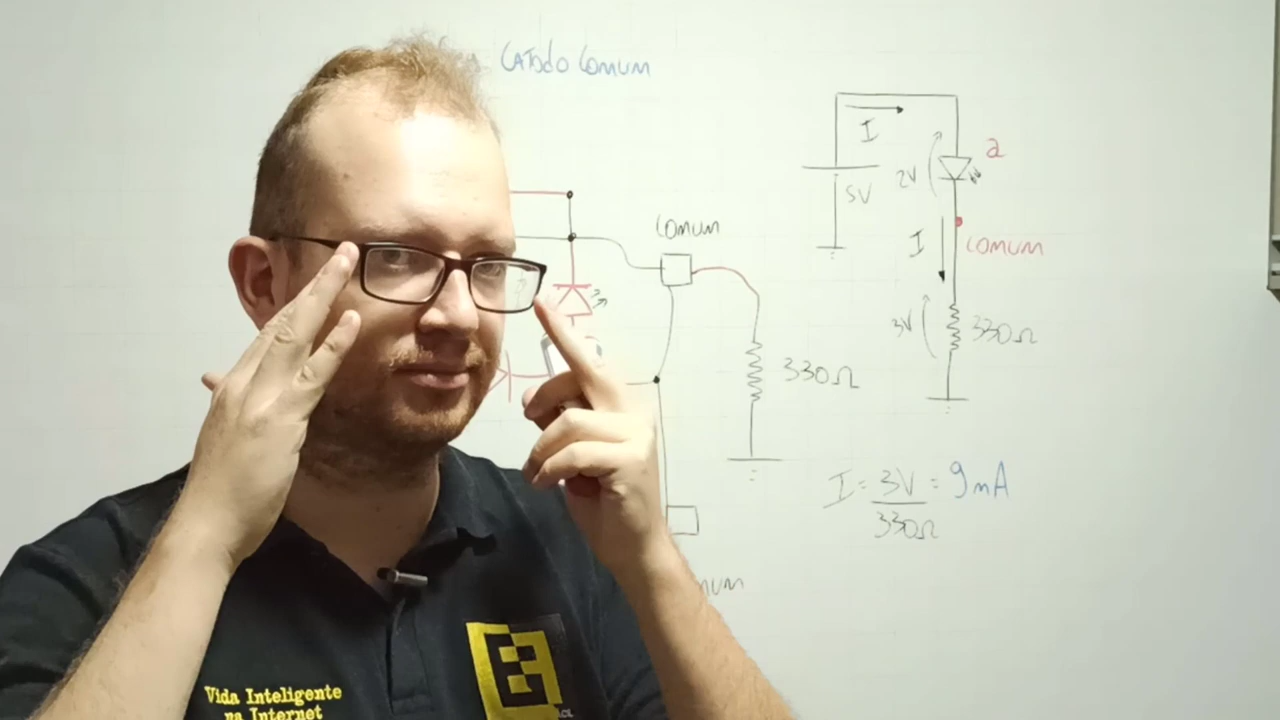 CATODO COMUM
COMUM
330Ω
I
5V
2V
a
I
COMUM
3V
330Ω
I = 3V = 9mA
330Ω
Vida Inteligente
na Internet